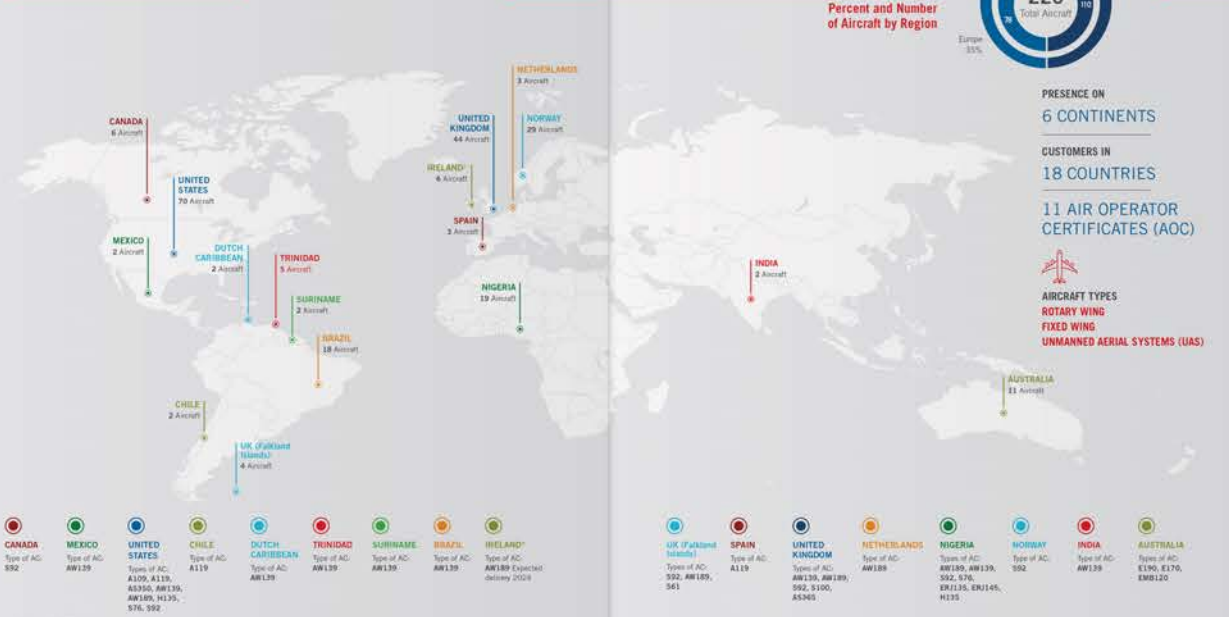 Percent and Number
of Aircraft by Region
Total Aircraft
110
78
Europe
35%
PRESENCE ON
6 CONTINENTS
CUSTOMERS IN
18 COUNTRIES
11 AIR OPERATOR
CERTIFICATES (AOC)
AIRCRAFT TYPES
ROTARY WING
FIXED WING
UNMANNED AERIAL SYSTEMS (UAS)
NETHERLANDS
3 Aircraft
CANADA
6 Aircraft
UNITED
KINGDOM
44 Aircraft
NORWAY
29 Aircraft
IRELAND
6 Aircraft
UNITED
STATES
70 Aircraft
SPAIN
Aircraft
MEXICO
2 Aircraft
DUTCH
CARIBBEAN
2 Aircraft
TRINIDAD
5 Aircraft
INDIA
2 Aircraft
NIGERIA
19 Aircraft
SURINAME
2 Aircraft
BRAZIL
18 Aircraft
AUSTRALIA
11 Aircraft
CHILE
2 Aircraft
UK (Falkland
Islands)
4 Aircraft
CANADA
Type of AC:
S92
MEXICO
Type of AC:
AW139
UNITED
STATES
Types of AC:
A109, A119,
AS350, AW139,
AW189, H135,
S76, S92
CHILE
Type of AC:
A119
DUTCH
CARIBBEAN
Type of AC:
AW139
TRINIDAD
Type of AC:
AW139
SURINAME
Type of AC:
AW139
BRAZIL
Type of AC:
AW139
IRELAND*
AW189 Expected
delivery 2024
UK (Falkland
Islands)
Types of AC:
S92, AW189,
S61
SPAIN
Type of AC:
A119
UNITED
KINGDOM
Types of AC:
AW139, AW189,
S92, S100,
AS365
NETHERLANDS
Type of AC:
AW189
NIGERIA
Types of AC:
AW189, AW139,
S92, S76,
ERJ135, ERJ145,
H135
NORWAY
Type of AC:
S92
INDIA
Type of AC:
AW139
AUSTRALIA
Types of AC:
E190, E170,
EMB120